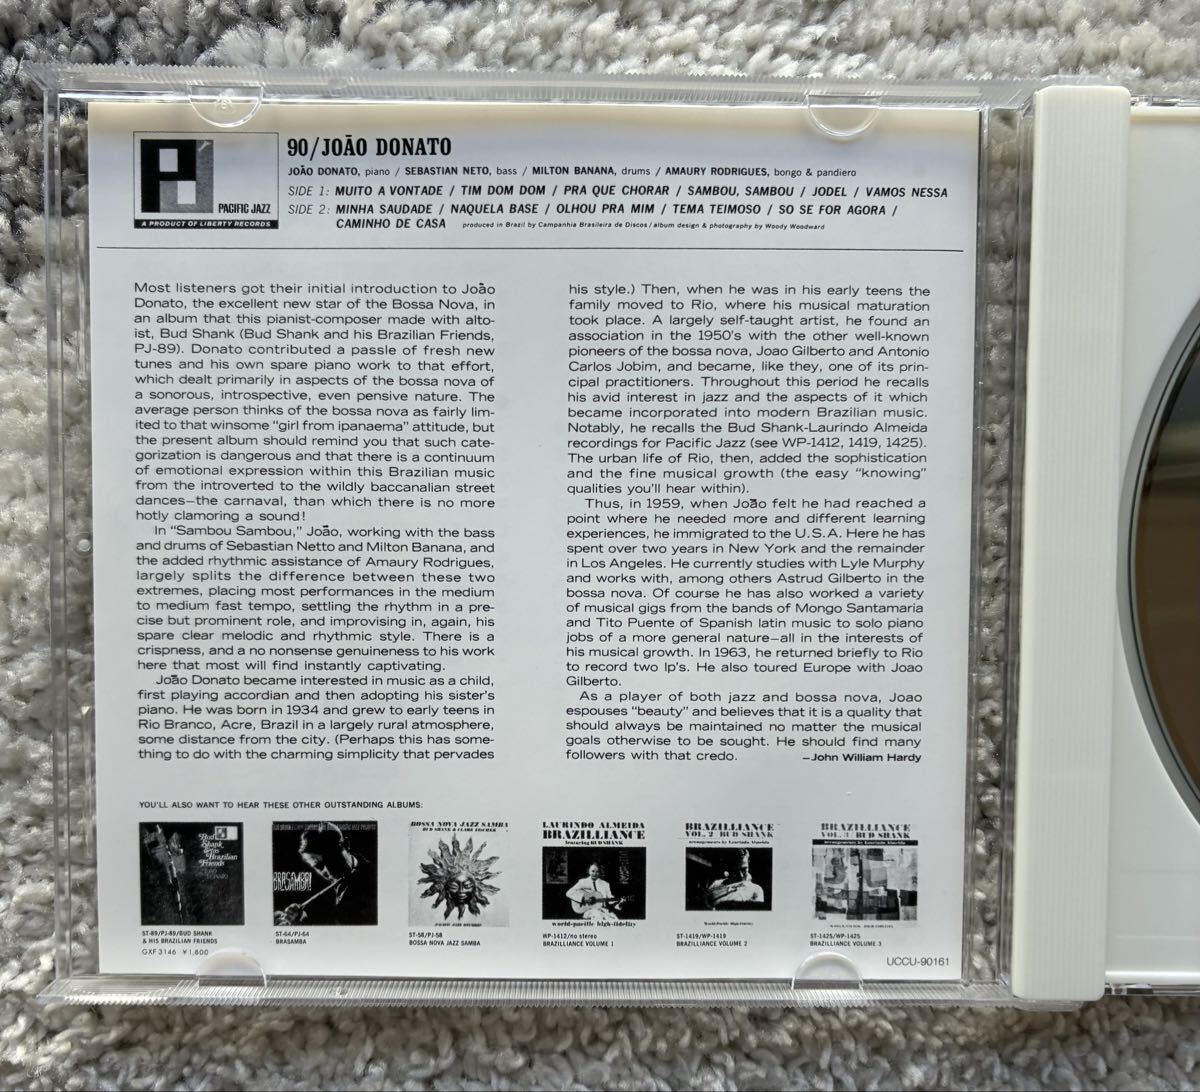 PACIFIC JAZZ
A PRODUCT OF LIBERTY RECORDS
90/JOÃO DONATO
JOÃO DONATO, piano / SEBASTIAN NETO, bass / MILTON BANANA, drums / AMAURY RODRIGUES, bongo & pandiero
SIDE 1: MUITO A VONTADE / TIM DOM DOM / PRA QUE CHORAR / SAMBOU, SAMBOU / JODEL / VAMOS NESSA
SIDE 2: MINHA SAUDADE / NAQUELA BASE / OLHOU PRA MIM / TEMA TEIMOSO / SO SE FOR AGORA /
CAMINHO DE CASA produced in Brazil by Campanhia Brasileira de Discos / album design & photography by Woody Woodward
Most listeners got their initial introduction to João
Donato, the excellent new star of the Bossa Nova, in
an album that this pianist-composer made with alto-
ist, Bud Shank (Bud Shank and his Brazilian Friends,
PJ-89). Donato contributed a passle of fresh new
tunes and his own spare piano work to that effort,
which dealt primarily in aspects of the bossa nova of
a sonorous, introspective, even pensive nature. The
average person thinks of the bossa nova as fairly lim-
ited to that winsome "girl from ipanaema" attitude, but
the present album should remind you that such cate-
gorization is dangerous and that there is a continuum
of emotional expression within this Brazilian music
from the introverted to the wildly baccanalian street
dances—the carnaval, than which there is no more
hotly clamoring a sound!
In "Sambou Sambou," João, working with the bass
and drums of Sebastian Netto and Milton Banana, and
the added rhythmic assistance of Amaury Rodrigues,
largely splits the difference between these two
extremes, placing most performances in the medium
to medium fast tempo, settling the rhythm in a pre-
cise but prominent role, and improvising in, again, his
spare clear melodic and rhythmic style. There is a
crispness, and a no nonsense genuineness to his work
here that most will find instantly captivating.
João Donato became interested in music as a child,
first playing accordian and then adopting his sister's
piano. He was born in 1934 and grew to early teens in
Rio Branco, Acre, Brazil in a largely rural atmosphere,
some distance from the city. (Perhaps this has some-
thing to do with the charming simplicity that pervades
his style.) Then, when he was in his early teens the
family moved to Rio, where his musical maturation
took place. A largely self-taught artist, he found an
association in the 1950's with the other well-known
pioneers of the bossa nova, Joao Gilberto and Antonio
Carlos Jobim, and became, like they, one of its prin-
cipal practitioners. Throughout this period he recalls
his avid interest in jazz and the aspects of it which
became incorporated into modern Brazilian music.
Notably, he recalls the Bud Shank-Laurindo Almeida
recordings for Pacific Jazz (see WP-1412, 1419, 1425).
The urban life of Rio, then, added the sophistication
and the fine musical growth (the easy "knowing"
qualities you'll hear within).
Thus, in 1959, when João felt he had reached a
point where he needed more and different learning
experiences, he immigrated to the U.S.A. Here he has
spent over two years in New York and the remainder
in Los Angeles. He currently studies with Lyle Murphy
and works with, among others Astrud Gilberto in the
bossa nova. Of course he has also worked a variety
of musical gigs from the bands of Mongo Santamaria
and Tito Puente of Spanish latin music to solo piano
jobs of a more general nature—all in the interests of
his musical growth. In 1963, he returned briefly to Rio
to record two lp's. He also toured Europe with Joao
Gilberto.
As a player of both jazz and bossa nova, Joao
espouses "beauty" and believes that it is a quality that
should always be maintained no matter the musical
goals otherwise to be sought. He should find many
followers with that credo. —John William Hardy
YOU'LL ALSO WANT TO HEAR THESE OTHER OUTSTANDING ALBUMS:
Bud
Shank
& his
Brazilian
Friends
JOÃO
DONATO
BRASAMBA!
BOSSA NOVA JAZZ SAMBA
BUD SHANK & CLARE FISCHER
LAURINDO ALMEIDA
BRAZILLIANCE
featuring BUD SHANK
world-pacific high-fidelity
BRAZILLIANCE
VOL. 2 BUD SHANK
arrangements by Laurindo Almeida
BRAZILLIANCE
VOL. 3 / BUD SHANK
arrangements by Laurindo Almeida
ST-89/PJ-89/BUD SHANK
& HIS BRAZILIAN FRIENDS
ST-64/PJ-64
BRASAMBA
ST-58/PJ-58
BOSSA NOVA JAZZ SAMBA
WP-1412/no stereo
BRAZILLIANCE VOLUME 1
ST-1419/WP-1419
BRAZILLIANCE VOLUME 2
ST-1425/WP-1425
BRAZILLIANCE VOLUME 3
GXF 3146 ¥1,800
UCCU-90161